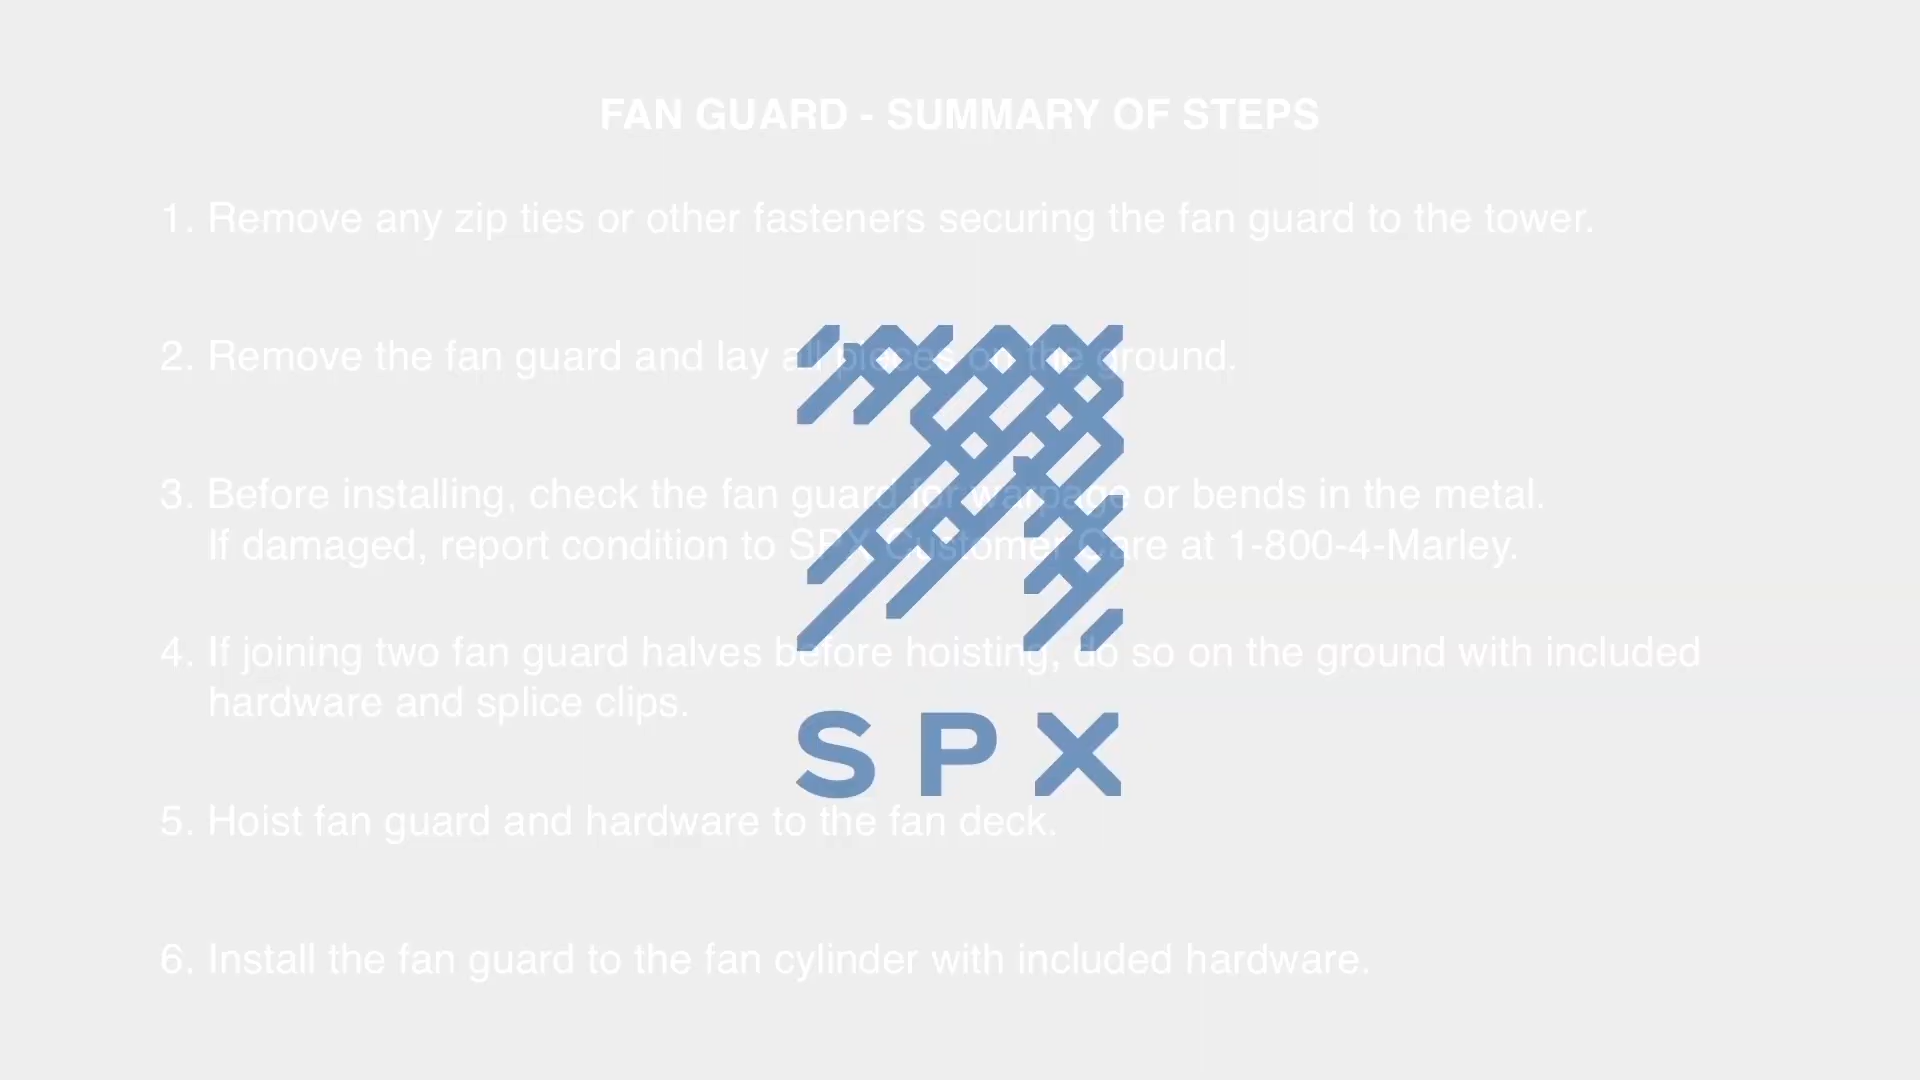 FAN GUARD - SUMMARY OF STEPS
1. Remove any zip ties or other fasteners securing the fan guard to the tower.
2. Remove the fan guard and lay all pieces on the ground.
3. Before installing, check the fan guard for warpage or bends in the metal.
If damaged, report condition to SPX Customer Care at 1-800-4-Marley.
4. If joining two fan guard halves before hoisting, do so on the ground with included
hardware and splice clips.
SPX
5. Hoist fan guard and hardware to the fan deck.
6. Install the fan guard to the fan cylinder with included hardware.